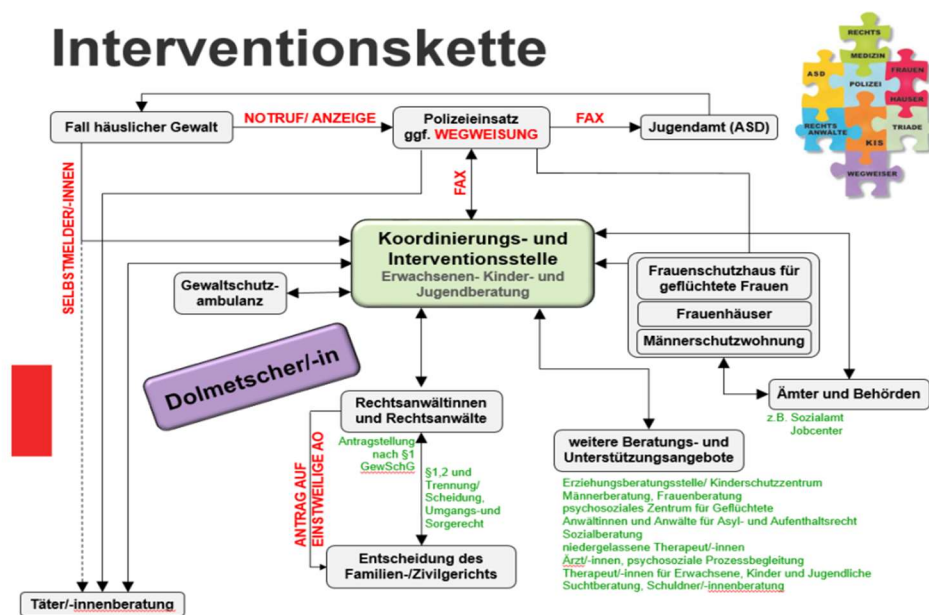 Interventionskette
RECHTS
MEDIZIN
ASD
FRAUEN
POLIZEI
HÄUSER
RECHTS
ANWÄLTE
TRIADE
KIS
WEGWEISER
Fall häuslicher Gewalt
NOTRUF/ ANZEIGE
Polizeieinsatz
ggf. WEGWEISUNG
FAX
Jugendamt (ASD)
SELBSTMELDER/-INNEN
FAX
Koordinierungs- und
Interventionsstelle
Erwachsenen- Kinder- und
Jugendberatung
Gewaltschutz-
ambulanz
Frauenschutzhaus für
geflüchtete Frauen
Frauenhäuser
Männerschutzwohnung
Dolmetscher/-in
Rechtsanwältinnen
und Rechtsanwälte
Ämter und Behörden
z.B. Sozialamt
Jobcenter
Antragstellung
nach §1
GewSchG
ANTRAG AUF
EINSTWEILIGE AO
§1,2 und
Trennung/
Scheidung,
Umgangs-und
Sorgerecht
weitere Beratungs- und
Unterstützungsangebote
Erziehungsberatungsstelle/ Kinderschutzzentrum
Männerberatung, Frauenberatung
psychosoziales Zentrum für Geflüchtete
Anwältinnen und Anwälte für Asyl- und Aufenthaltsrecht
Sozialberatung
niedergelassene Therapeut/-innen
Ärzt/-innen, psychosoziale Prozessbegleitung
Therapeut/-innen für Erwachsene, Kinder und Jugendliche
Suchtberatung, Schuldner/-innenberatung
Entscheidung des
Familien-/Zivilgerichts
Täter/-innenberatung